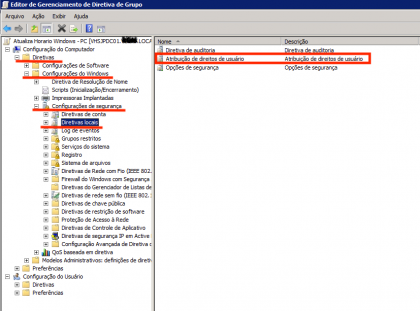 Editor de Gerenciamento de Diretiva de Grupo
Arquivo Ação Exibir Ajuda
Atualiza Horario Windows - PC [VHSJPDC01. LOCA
Configuração do Computador
Diretivas
Configurações de Software
Configurações do Windows
Diretiva de Resolução de Nome
Scripts (Inicialização/Encerramento)
Impressoras Implantadas
Configurações de segurança
Diretivas de conta
Diretivas locais
Log de eventos
Grupos restritos
Serviços do sistema
Registro
Sistema de arquivos
Diretivas de Rede com Fio (IEEE 802.
Firewall do Windows com Segurança
Diretivas do Gerenciador de Listas de
Diretivas de rede sem fio (IEEE 802.1
Diretivas de chave pública
Diretivas de restrição de software
Proteção de Acesso à Rede
Diretivas de Controle de Aplicativo
Diretivas de segurança IP em Active
Configuração Avançada de Diretiva d
QoS baseada em diretiva
Modelos Administrativos: definições de diretiv
Preferências
Configuração do Usuário
Diretivas
Preferências
Nome Descrição
Diretiva de auditoria Diretiva de auditoria
Atribuição de direitos de usuário Atribuição de direitos de usuário
Opções de segurança Opções de segurança